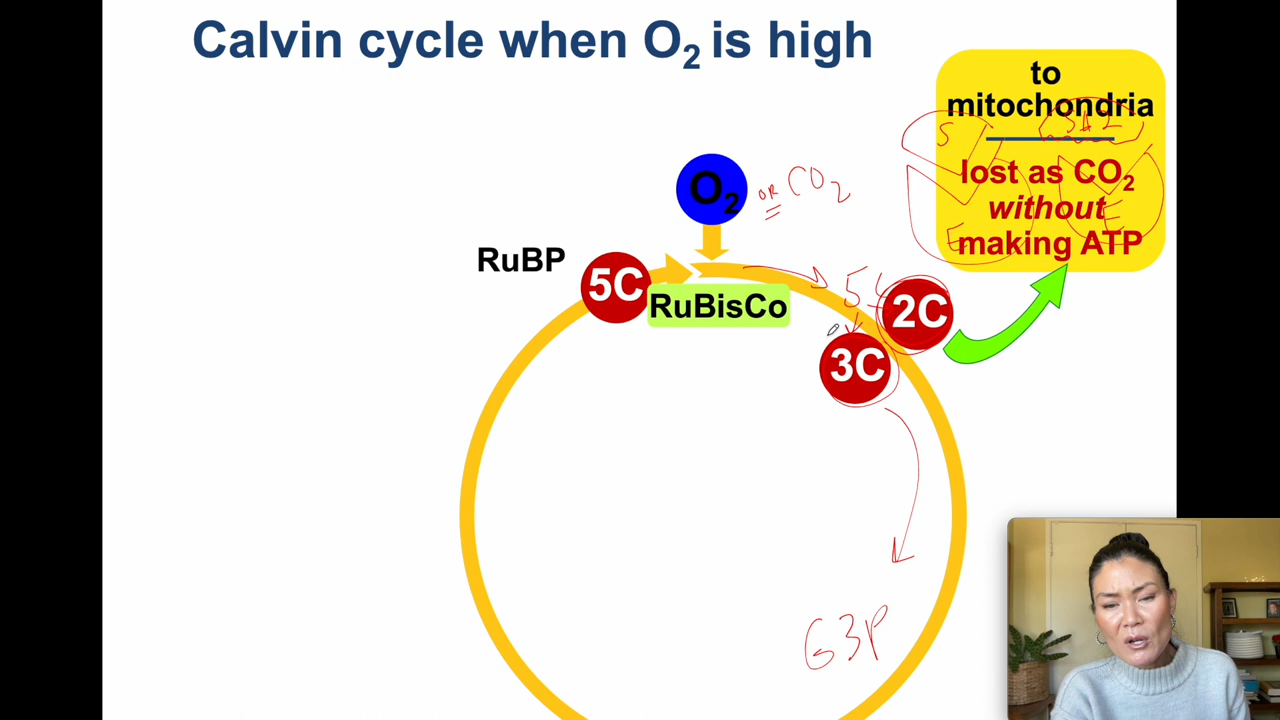 Calvin cycle when O₂ is high
to
mitochondria
lost as CO₂
without
making ATP
S
E
E
O₂
OR CO₂
RuBP
5C
RuBisCo
5C
2C
3C
G3P